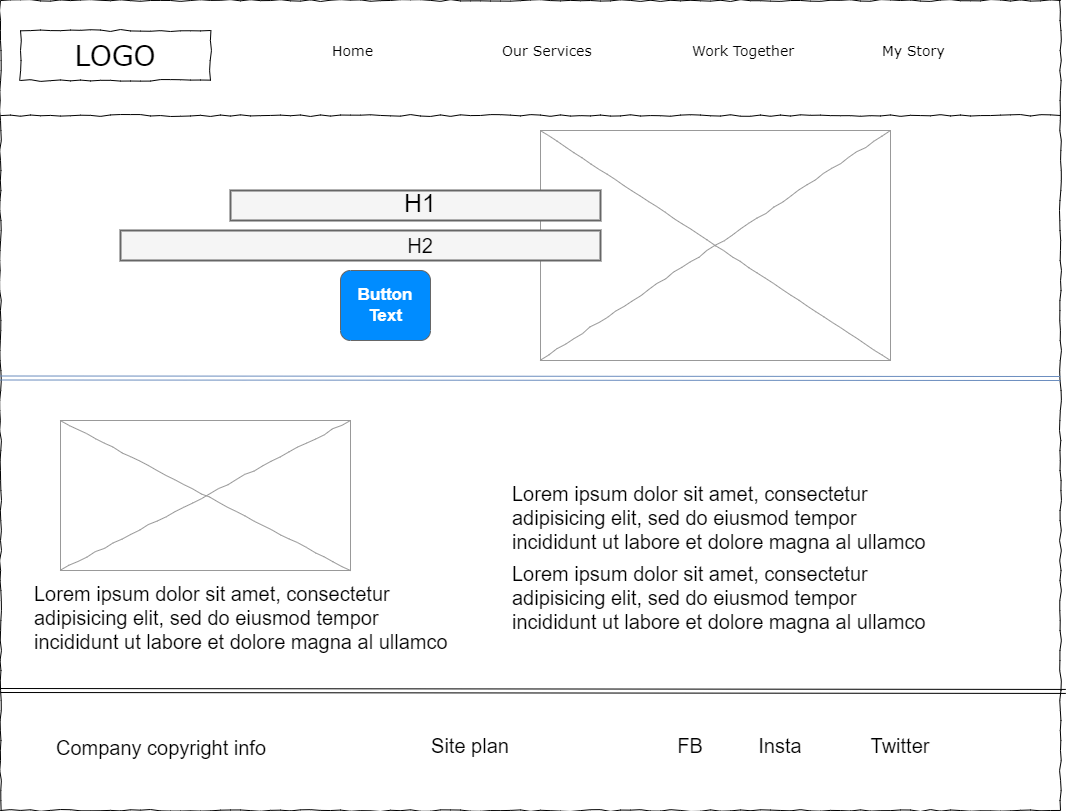 LOGO
Home
Our Services
Work Together
My Story
H1
H2
Button
Text
Lorem ipsum dolor sit amet, consectetur
adipisicing elit, sed do eiusmod tempor
incididunt ut labore et dolore magna al ullamco
Lorem ipsum dolor sit amet, consectetur
adipisicing elit, sed do eiusmod tempor
incididunt ut labore et dolore magna al ullamco
Lorem ipsum dolor sit amet, consectetur
adipisicing elit, sed do eiusmod tempor
incididunt ut labore et dolore magna al ullamco
Company copyright info
Site plan
FB
Insta
Twitter